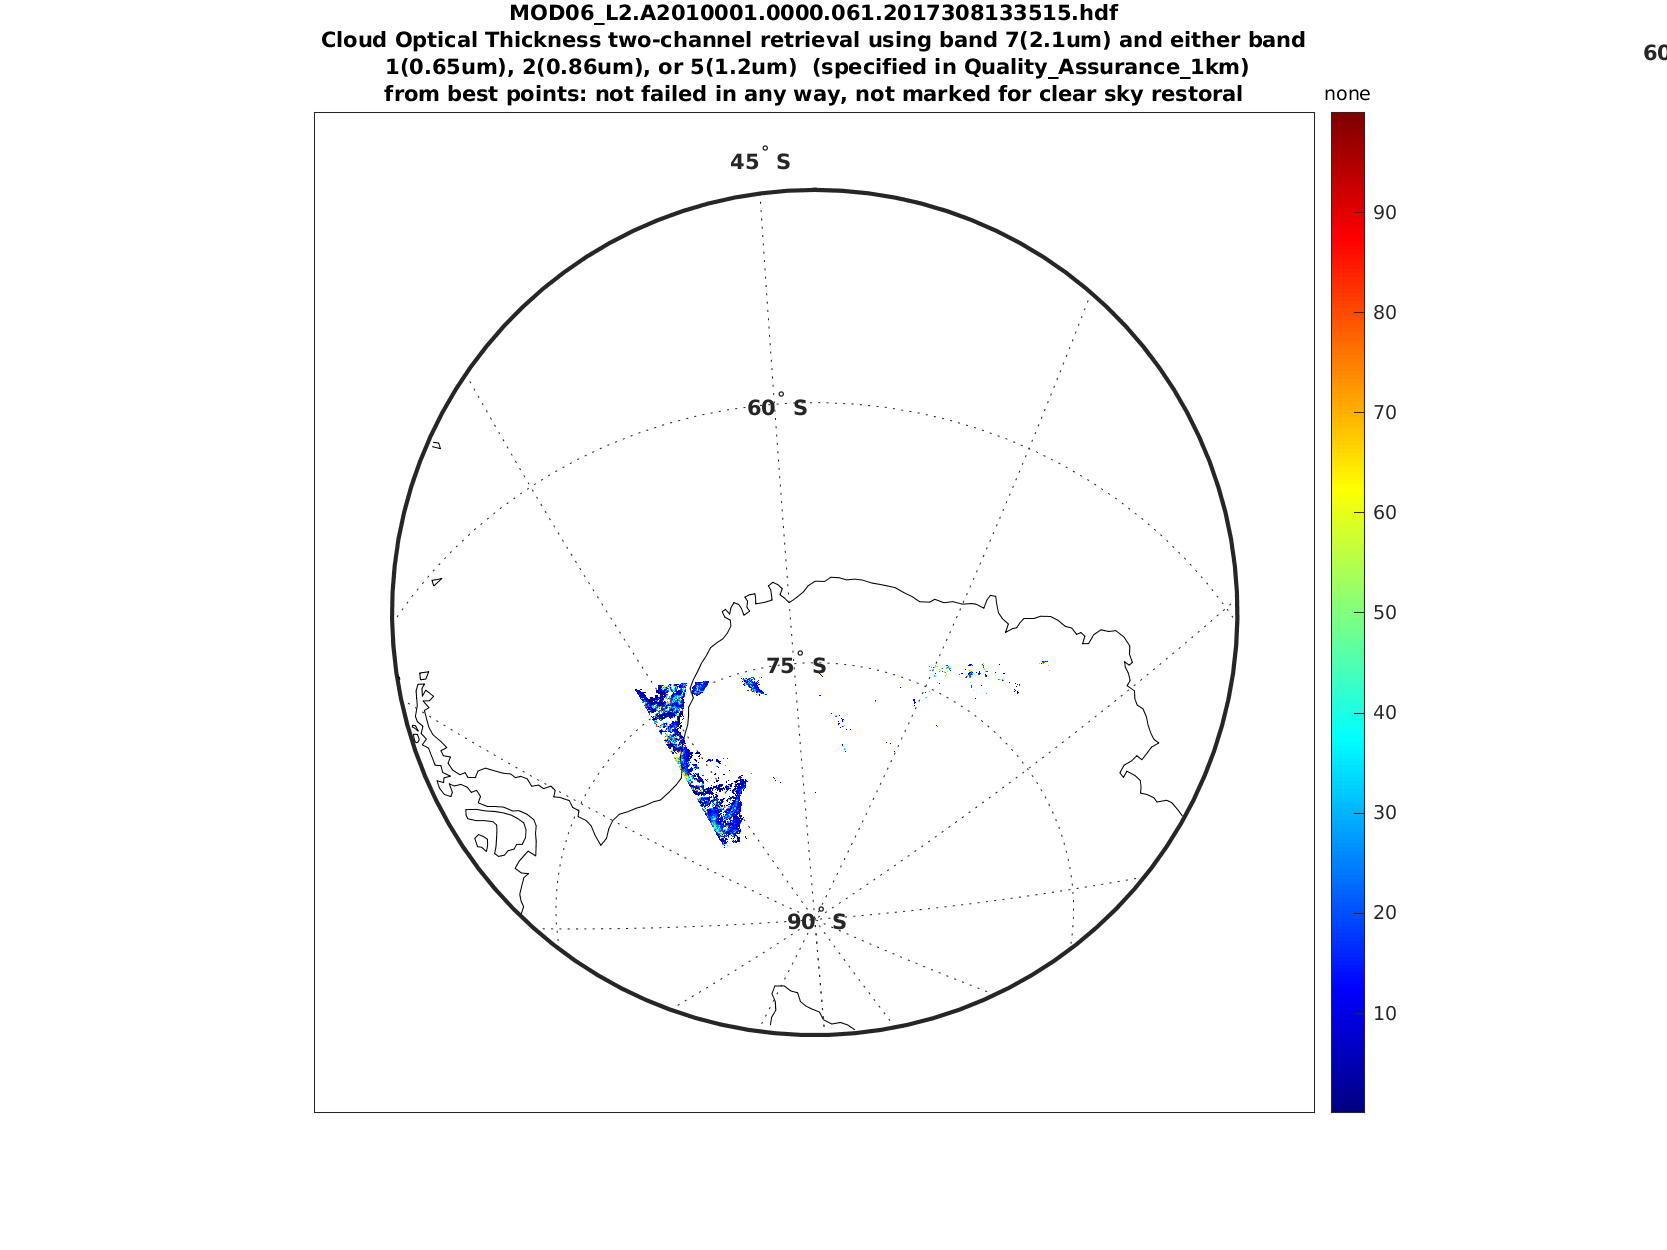 MOD06_L2.A2010001.0000.061.2017308133515.hdf
Cloud Optical Thickness two-channel retrieval using band 7(2.1um) and either band
1(0.65um), 2(0.86um), or 5(1.2um)  (specified in Quality_Assurance_1km)
from best points: not failed in any way, not marked for clear sky restoral
60
none
45° S
60° S
75° S
90° S
90
80
70
60
50
40
30
20
10